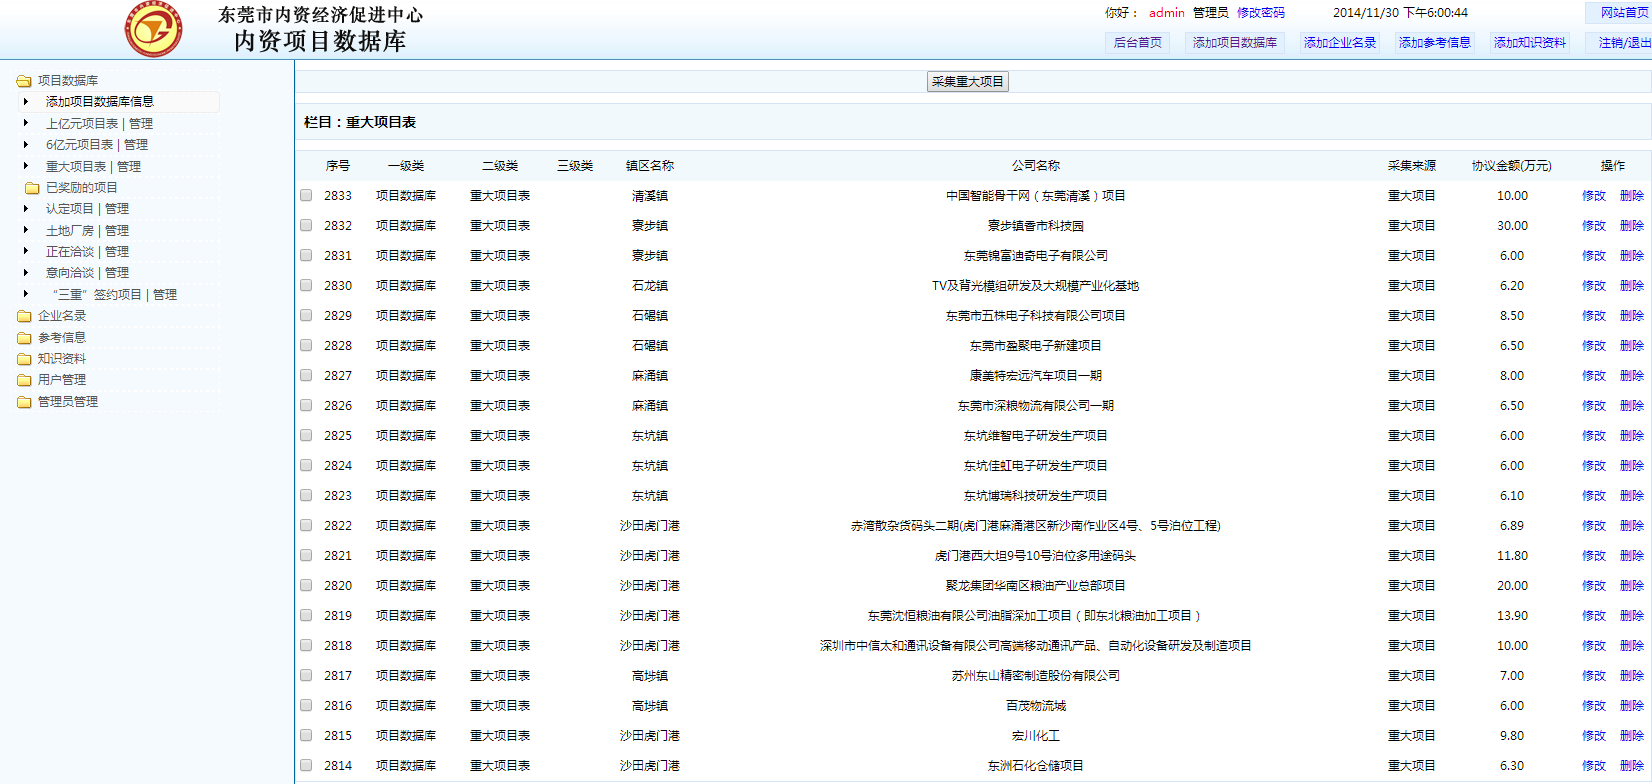 东莞市内资经济促进中心
内资项目数据库
你好： admin 管理员 修改密码 2014/11/30 下午6:00:44 网站首页
后台首页 添加项目数据库 添加企业名录 添加参考信息 添加知识资料 注销/退出
项目数据库
添加项目数据库信息
上亿元项目表 | 管理
6亿元项目表 | 管理
重大项目表 | 管理
已奖励的项目
认定项目 | 管理
土地厂房 | 管理
正在洽谈 | 管理
意向洽谈 | 管理
“三重”签约项目 | 管理
企业名录
参考信息
知识资料
用户管理
管理员管理
采集重大项目
栏目：重大项目表
序号 一级类 二级类 三级类 镇区名称 公司名称 采集来源 协议金额(万元) 操作
2833 项目数据库 重大项目表 清溪镇 中国智能骨干网（东莞清溪）项目 重大项目 10.00 修改 删除
2832 项目数据库 重大项目表 寮步镇 寮步镇香市科技园 重大项目 30.00 修改 删除
2831 项目数据库 重大项目表 寮步镇 东莞锦富迪奇电子有限公司 重大项目 6.00 修改 删除
2830 项目数据库 重大项目表 石龙镇 TV及背光模组研发及大规模产业化基地 重大项目 6.20 修改 删除
2829 项目数据库 重大项目表 石碣镇 东莞市五株电子科技有限公司项目 重大项目 8.50 修改 删除
2828 项目数据库 重大项目表 石碣镇 东莞市盈聚电子新建项目 重大项目 6.50 修改 删除
2827 项目数据库 重大项目表 麻涌镇 康美特宏远汽车项目一期 重大项目 8.00 修改 删除
2826 项目数据库 重大项目表 麻涌镇 东莞市深粮物流有限公司一期 重大项目 6.50 修改 删除
2825 项目数据库 重大项目表 东坑镇 东坑维智电子研发生产项目 重大项目 6.00 修改 删除
2824 项目数据库 重大项目表 东坑镇 东坑佳虹电子研发生产项目 重大项目 6.00 修改 删除
2823 项目数据库 重大项目表 东坑镇 东坑博瑞科技研发生产项目 重大项目 6.10 修改 删除
2822 项目数据库 重大项目表 沙田虎门港 赤湾散杂货码头二期(虎门港麻涌港区新沙南作业区4号、5号泊位工程) 重大项目 6.89 修改 删除
2821 项目数据库 重大项目表 沙田虎门港 虎门港西大坦9号10号泊位多用途码头 重大项目 11.80 修改 删除
2820 项目数据库 重大项目表 沙田虎门港 聚龙集团华南区粮油产业总部项目 重大项目 20.00 修改 删除
2819 项目数据库 重大项目表 沙田虎门港 东莞沈恒粮油有限公司油脂深加工项目（即东北粮油加工项目） 重大项目 13.90 修改 删除
2818 项目数据库 重大项目表 沙田虎门港 深圳市中信太和通讯设备有限公司高端移动通讯产品、自动化设备研发及制造项目 重大项目 10.00 修改 删除
2817 项目数据库 重大项目表 高埗镇 苏州东山精密制造股份有限公司 重大项目 7.00 修改 删除
2816 项目数据库 重大项目表 高埗镇 百茂物流城 重大项目 6.00 修改 删除
2815 项目数据库 重大项目表 沙田虎门港 宏川化工 重大项目 9.80 修改 删除
2814 项目数据库 重大项目表 沙田虎门港 东洲石化仓储项目 重大项目 6.30 修改 删除